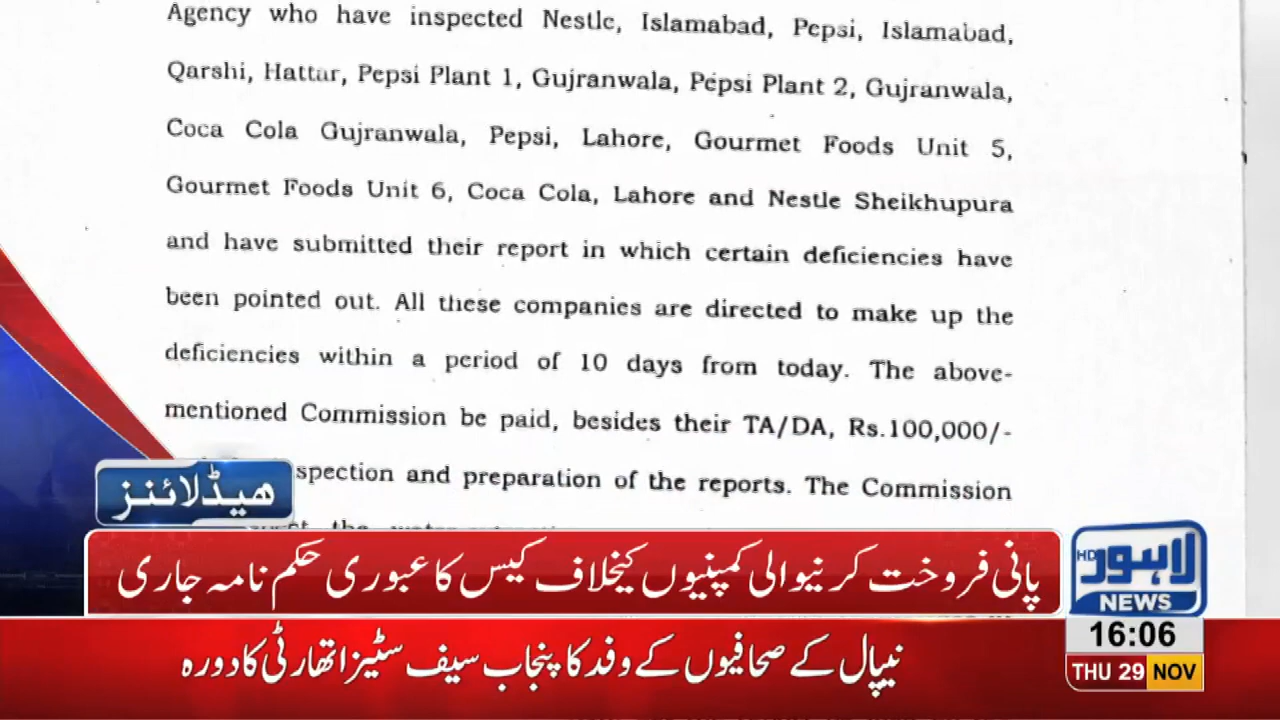 Agency who have inspected Nestle, Islamabad, Pepsi, Islamabad,
Qarshi, Hattar, Pepsi Plant 1, Gujranwala, Pepsi Plant 2, Gujranwala,
Coca Cola Gujranwala, Pepsi, Lahore, Gourmet Foods Unit 5,
Gourmet Foods Unit 6, Coca Cola, Lahore and Nestle Sheikhupura
and have submitted their report in which certain deficiencies have
been pointed out. All these companies are directed to make up the
deficiencies within a period of 10 days from today. The above-
mentioned Commission be paid, besides their TA/DA, Rs.100,000/-
spection and preparation of the reports. The Commission
the
ھیڈلائنز
پانی فروخت کرنیوالی کمپنیوں کیخلاف کیس کا عبوری حکم نامہ جاری
لاہور HD
NEWS
16:06
THU 29 NOV
نیپال کے صحافیوں کے وفد کا پنجاب سیف سٹیز اتھارٹی کا دورہ